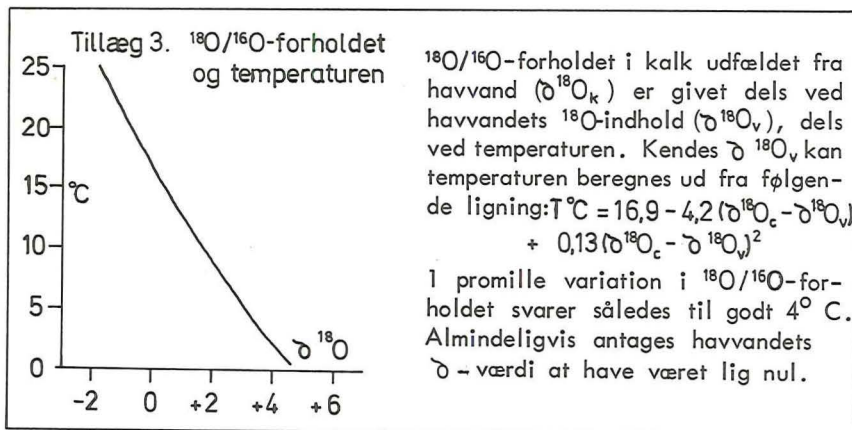 Tillæg 3. ¹⁸O/¹⁶O-forholdet
og temperaturen
25
20
15
°C
10
5
0
-2 0 +2 +4 +6
δ ¹⁸O
¹⁸O/¹⁶O-forholdet i kalk udfældet fra
havvand (δ¹⁸Oₖ) er givet dels ved
havvandets ¹⁸O-indhold (δ¹⁸Oᵥ), dels
ved temperaturen. Kendes δ ¹⁸Oᵥ kan
temperaturen beregnes ud fra følgen-
de ligning: T°C = 16,9 - 4,2 (δ¹⁸O꜀ - δ¹⁸Oᵥ)
+ 0,13 (δ¹⁸O꜀ - δ ¹⁸Oᵥ)²
1 promille variation i ¹⁸O/¹⁶O-for-
holdet svarer således til godt 4° C.
Almindeligvis antages havvandets
δ - værdi at have været lig nul.